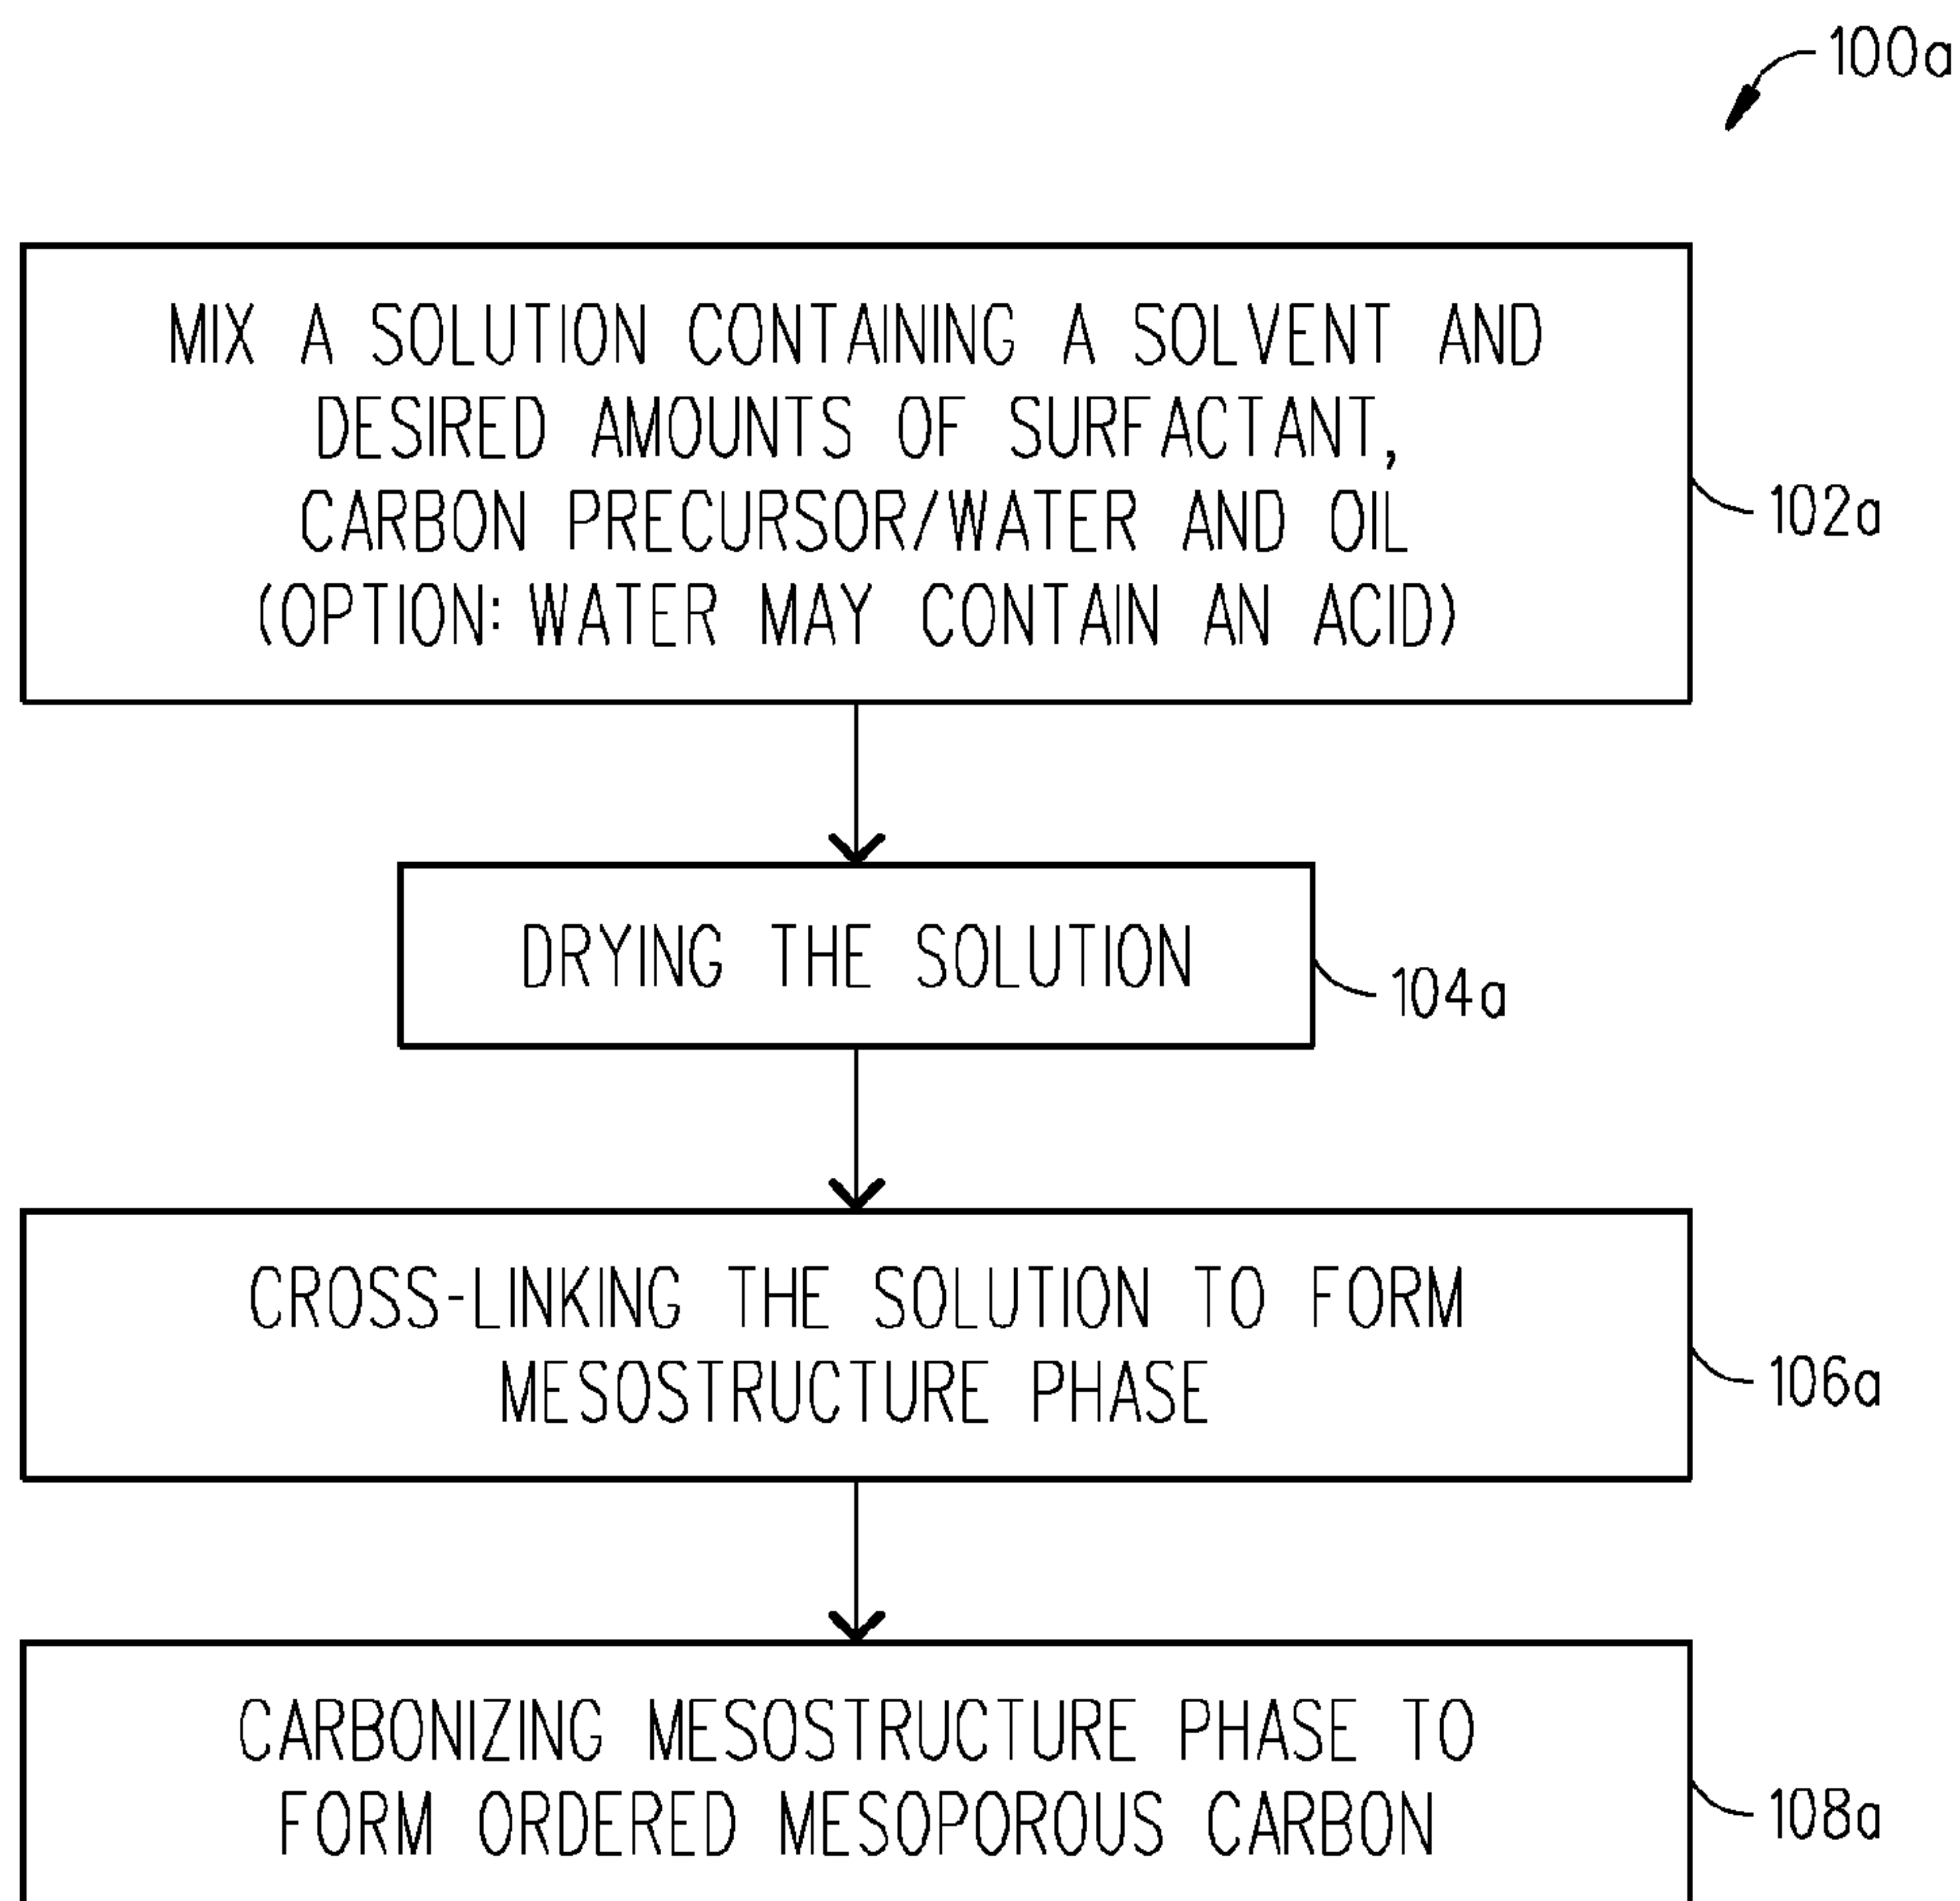 100a
MIX A SOLUTION CONTAINING A SOLVENT AND
DESIRED AMOUNTS OF SURFACTANT,
CARBON PRECURSOR/WATER AND OIL
(OPTION: WATER MAY CONTAIN AN ACID)
102a
DRYING THE SOLUTION
104a
CROSS-LINKING THE SOLUTION TO FORM
MESOSTRUCTURE PHASE
106a
CARBONIZING MESOSTRUCTURE PHASE TO
FORM ORDERED MESOPOROUS CARBON
108a